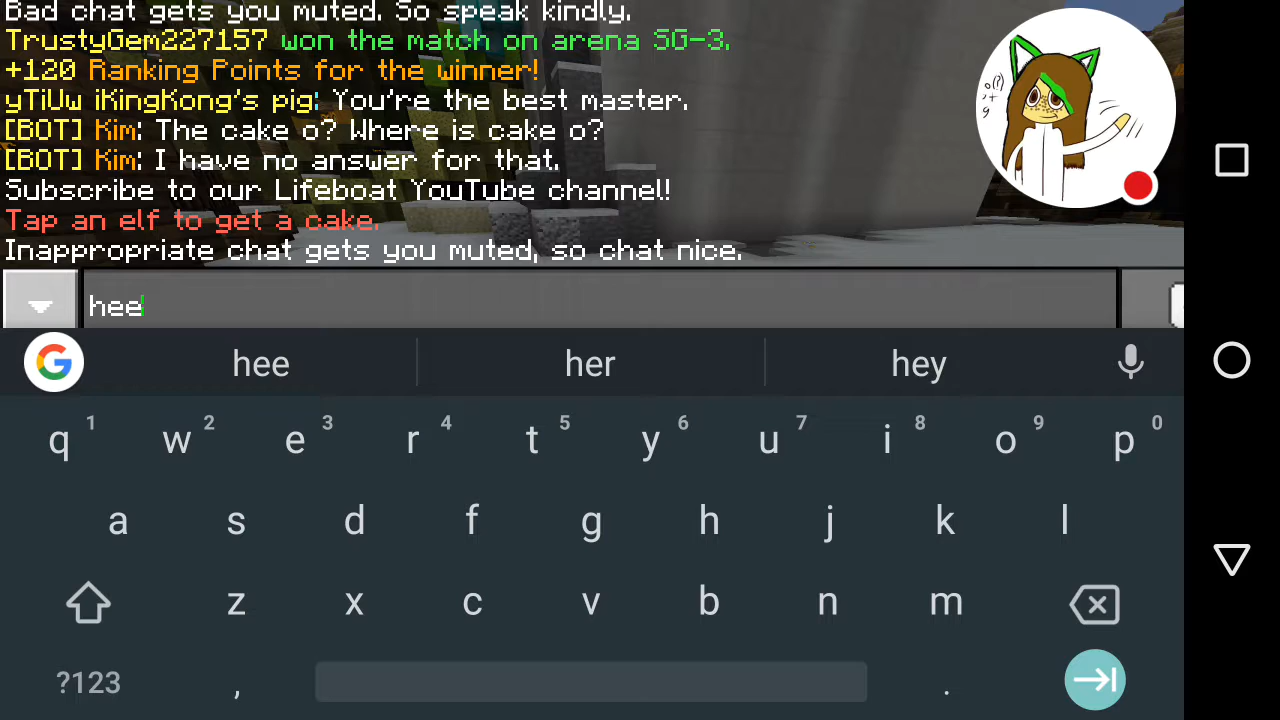 Bad chat gets you muted. So speak kindly.
TrustyGem227157 won the match on arena SG-3.
+120 Ranking Points for the winner!
yTiUw iKingKong's pig: You're the best master.
[BOT] Kim: The cake o? Where is cake o?
[BOT] Kim: I have no answer for that.
Subscribe to our Lifeboat YouTube channel!
Tap an elf to get a cake.
Inappropriate chat gets you muted, so chat nice.
hee
G hee her hey
q 1 w 2 e 3 r 4 t 5 y 6 u 7 i 8 o 9 p 0
a s d f g h j k l
z x c v b n m
?123 , .